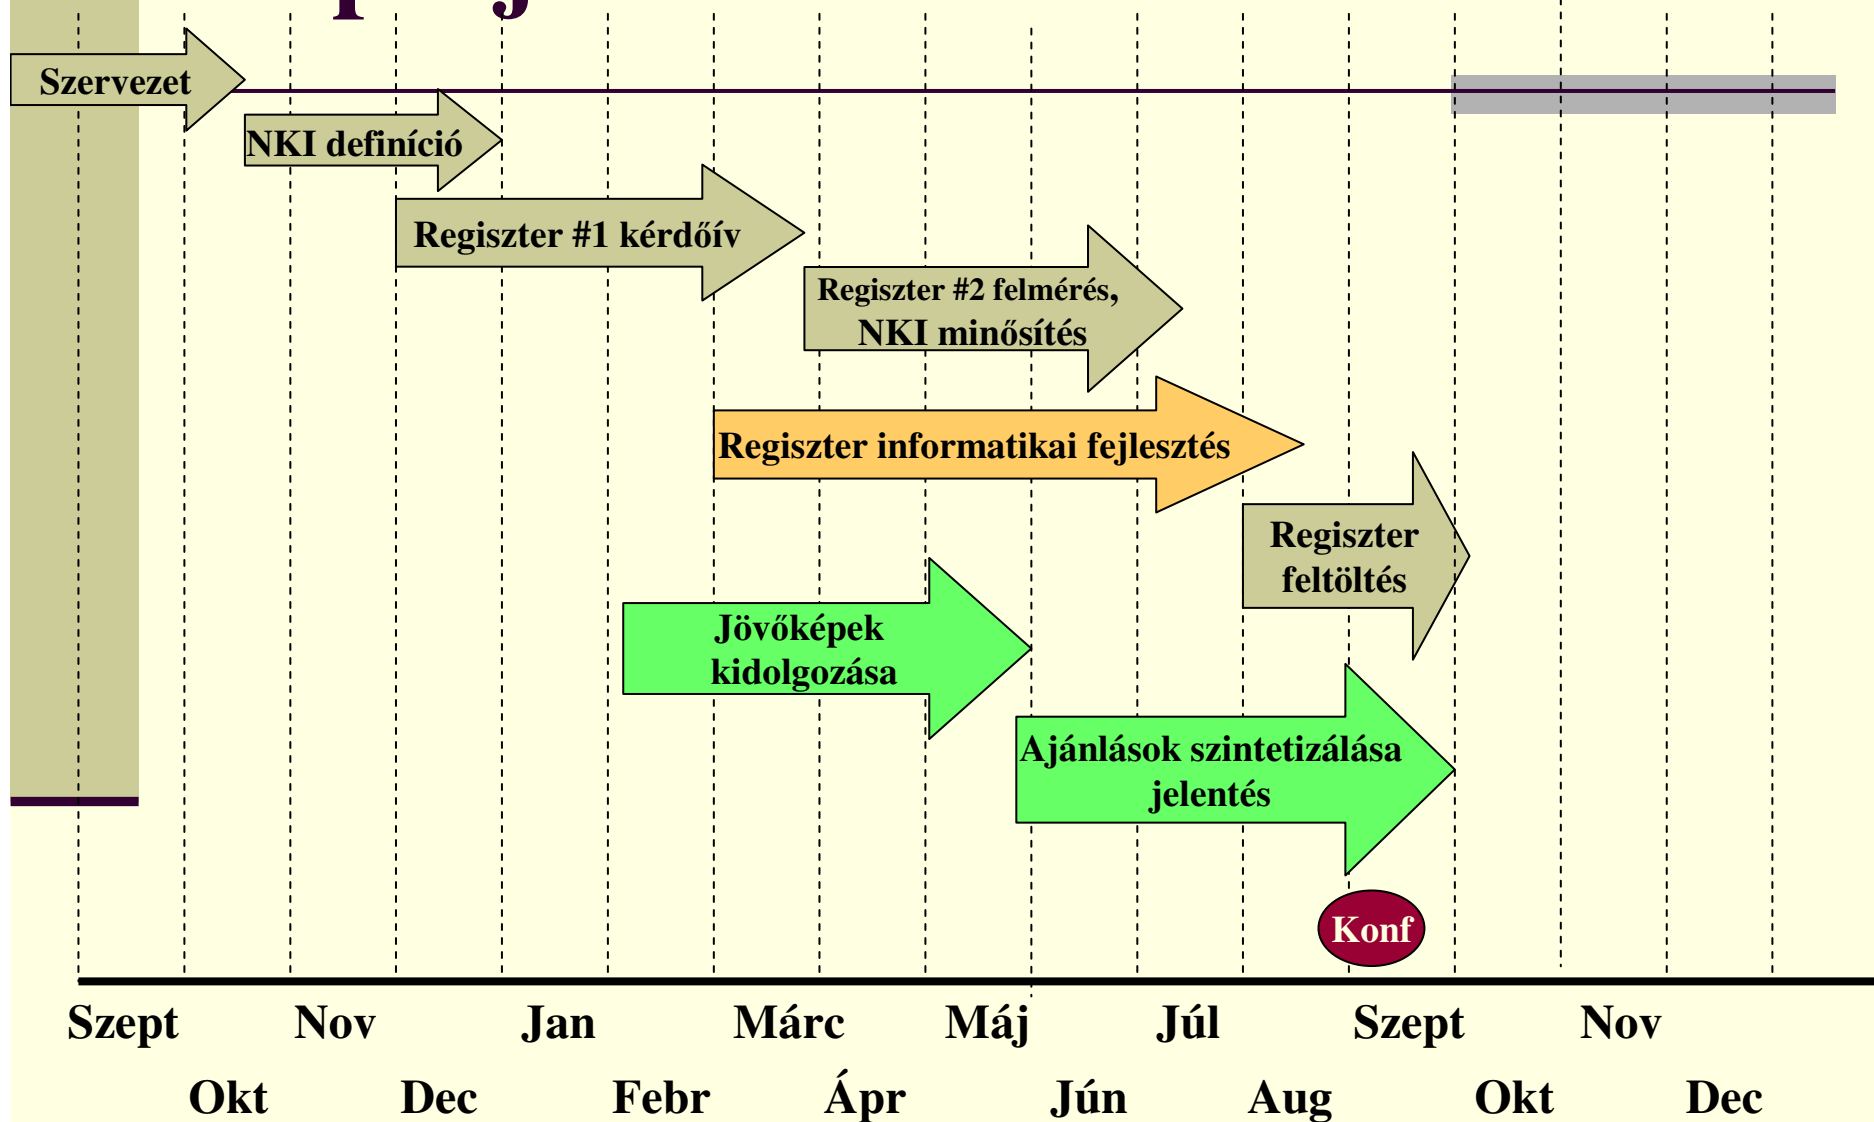 Szervezet
NKI definíció
Regiszter #1 kérdőív
Regiszter #2 felmérés,
NKI minősítés
Regiszter informatikai fejlesztés
Regiszter
feltöltés
Jövőképek
kidolgozása
Ajánlások szintetizálása
jelentés
Konf
Szept Nov Jan Márc Máj Júl Szept Nov
Okt Dec Febr Ápr Jún Aug Okt Dec